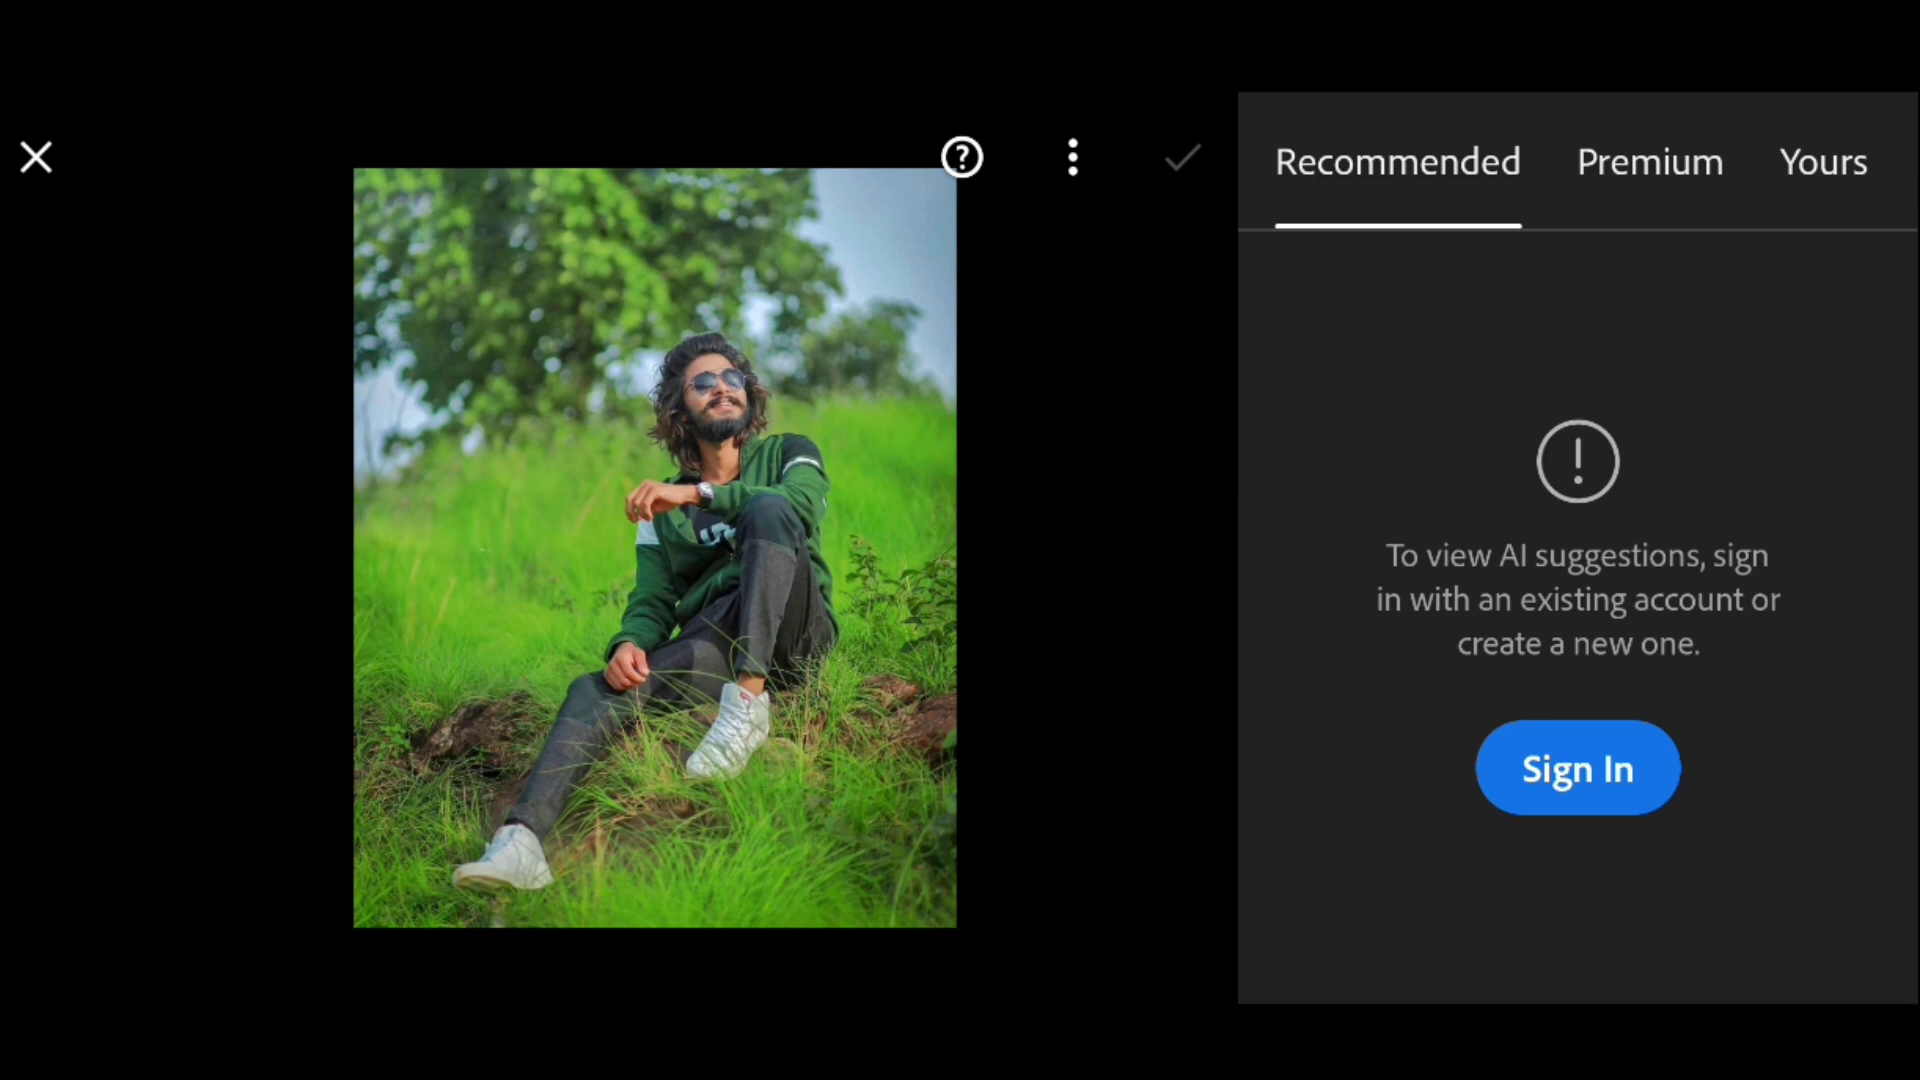 Recommended Premium Yours
To view AI suggestions, sign
in with an existing account or
create a new one.
Sign In